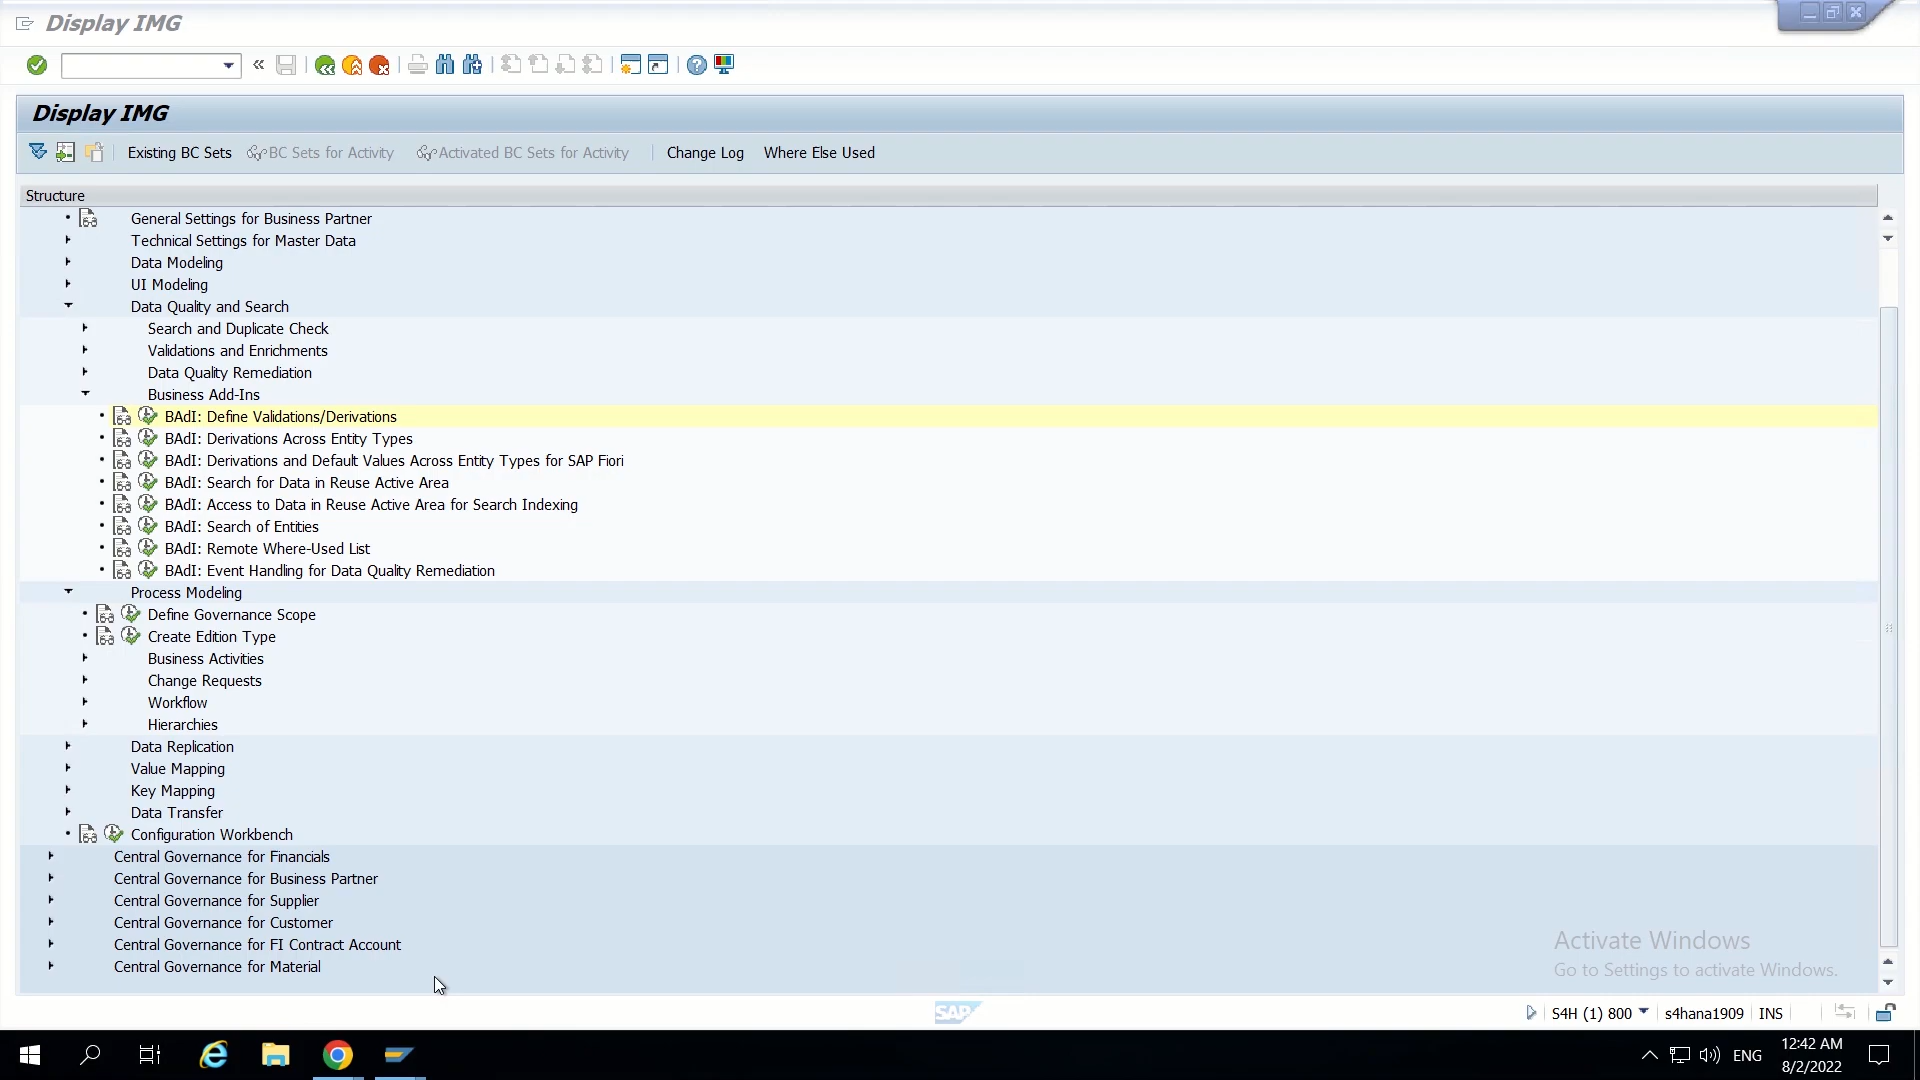 Display IMG
Display IMG
Existing BC Sets BC Sets for Activity Activated BC Sets for Activity Change Log Where Else Used
Structure
General Settings for Business Partner
Technical Settings for Master Data
Data Modeling
UI Modeling
Data Quality and Search
Search and Duplicate Check
Validations and Enrichments
Data Quality Remediation
Business Add-Ins
BAdI: Define Validations/Derivations
BAdI: Derivations Across Entity Types
BAdI: Derivations and Default Values Across Entity Types for SAP Fiori
BAdI: Search for Data in Reuse Active Area
BAdI: Access to Data in Reuse Active Area for Search Indexing
BAdI: Search of Entities
BAdI: Remote Where-Used List
BAdI: Event Handling for Data Quality Remediation
Process Modeling
Define Governance Scope
Create Edition Type
Business Activities
Change Requests
Workflow
Hierarchies
Data Replication
Value Mapping
Key Mapping
Data Transfer
Configuration Workbench
Central Governance for Financials
Central Governance for Business Partner
Central Governance for Supplier
Central Governance for Customer
Central Governance for FI Contract Account
Central Governance for Material
Activate Windows
Go to Settings to activate Windows.
SAP
S4H (1) 800 s4hana1909 INS
ENG
12:42 AM
8/2/2022